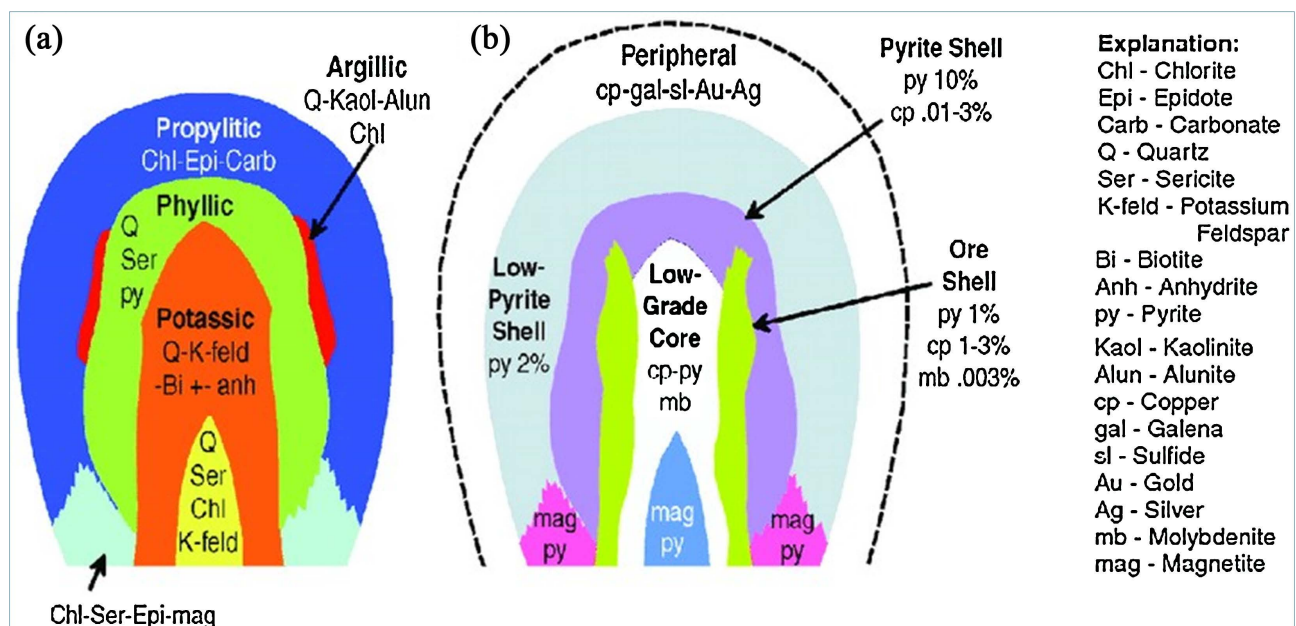 (a)
Argillic
Q-Kaol-Alun
Chl
Propylitic
Chl-Epi-Carb
Phyllic
Q
Ser
py
Potassic
Q-K-feld
-Bi +- anh
Q
Ser
Chl
K-feld
Chl-Ser-Epi-mag
(b)
Peripheral
cp-gal-sl-Au-Ag
Pyrite Shell
py 10%
cp .01-3%
Low-
Pyrite
Shell
py 2%
Low-
Grade
Core
cp-py
mb
Ore
Shell
py 1%
cp 1-3%
mb .003%
mag
py
mag
py
mag
py
Explanation:
Chl - Chlorite
Epi - Epidote
Carb - Carbonate
Q - Quartz
Ser - Sericite
K-feld - Potassium
Feldspar
Bi - Biotite
Anh - Anhydrite
py - Pyrite
Kaol - Kaolinite
Alun - Alunite
cp - Copper
gal - Galena
sl - Sulfide
Au - Gold
Ag - Silver
mb - Molybdenite
mag - Magnetite